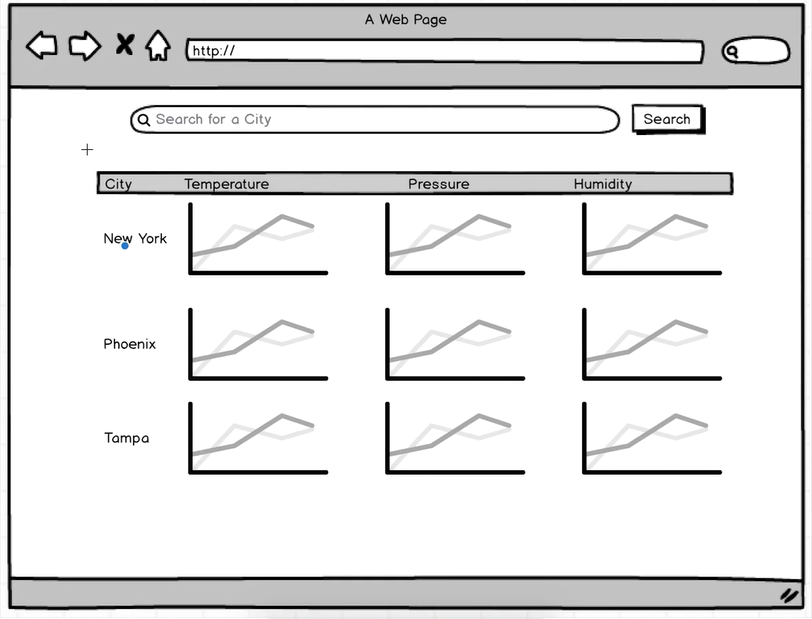 A Web Page
http://
Search for a City
Search
City Temperature Pressure Humidity
New York
Phoenix
Tampa